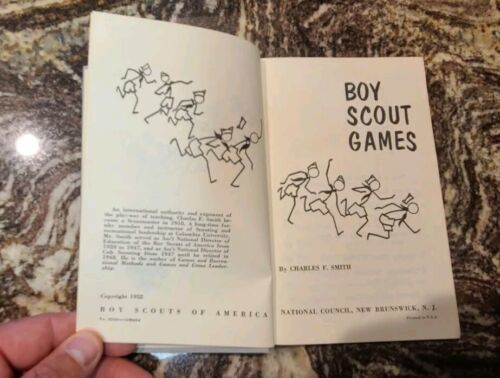 An international authority and exponent of
the play-way of teaching, Charles F. Smith be-
came a Scoutmaster in 1910. A long-time fac-
ulty member and instructor of Scouting and
recreational leadership at Columbia University,
Mr. Smith served as Ass't National Director of
Education of the Boy Scouts of America from
to 1947, and as Ass't National Director of
Cub Scouting from 1947 until he retired in
1948. He is the author of Games and Recrea-
tional Methods and Games and Game Leader-
ship.
Copyright 1952
BOY SCOUTS OF AMERICA
BOY
SCOUT
GAMES
By CHARLES F. SMITH
NATIONAL COUNCIL, NEW BRUNSWICK, N. J.
Printed in U.S.A.